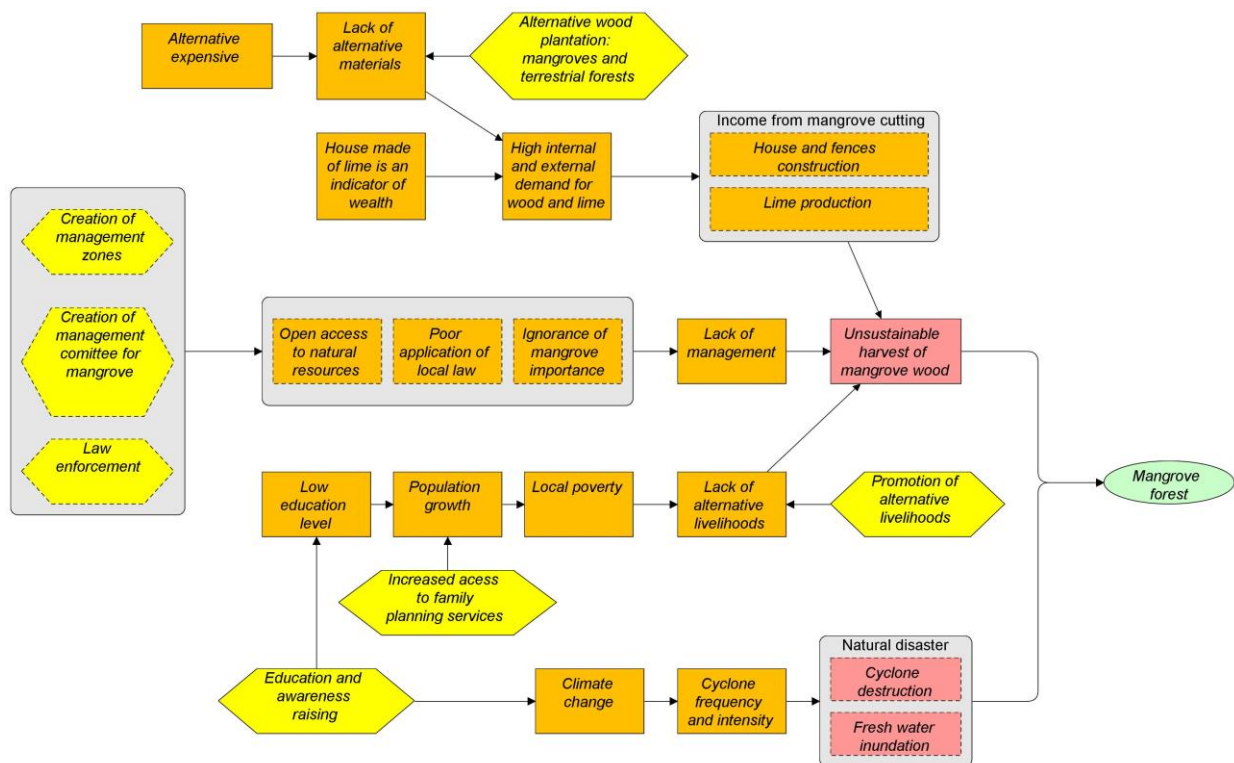 Alternative
expensive
Lack of
alternative
materials
Alternative wood
plantation:
mangroves and
terrestrial forests
House made
of lime is an
indicator of
wealth
High internal
and external
demand for
wood and lime
Income from mangrove cutting
House and fences
construction
Lime production
Creation of
management
zones
Creation of
management
comittee for
mangrove
Law
enforcement
Open access
to natural
resources
Poor
application of
local law
Ignorance of
mangrove
importance
Lack of
management
Unsustainable
harvest of
mangrove wood
Low
education
level
Population
growth
Local poverty
Lack of
alternative
livelihoods
Promotion of
alternative
livelihoods
Mangrove
forest
Increased acess
to family
planning services
Education and
awareness
raising
Climate
change
Cyclone
frequency
and intensity
Natural disaster
Cyclone
destruction
Fresh water
inundation